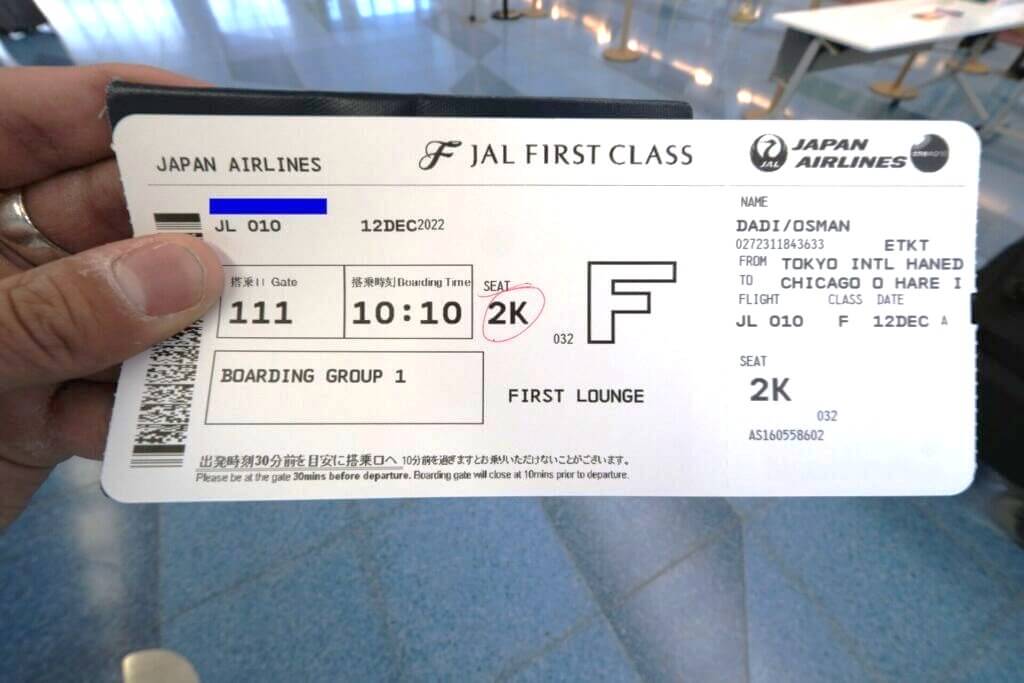 JAPAN AIRLINES
JAL FIRST CLASS
JAL
JAPAN
AIRLINES
oneworld
JL 010 12DEC2022
搭乗口 Gate
111
搭乗時刻 Boarding Time
10:10
SEAT
2K
032
F
BOARDING GROUP 1
FIRST LOUNGE
出発時刻30分前を目安に搭乗口へ 10分前を過ぎますとお乗りいただけないことがございます。
Please be at the gate 30mins before departure. Boarding gate will close at 10mins prior to departure.
NAME
DADI/OSMAN
0272311843633 ETKT
FROM TOKYO INTL HANED
TO CHICAGO O HARE I
FLIGHT CLASS DATE
JL 010 F 12DEC A
SEAT
2K
032
AS160558602